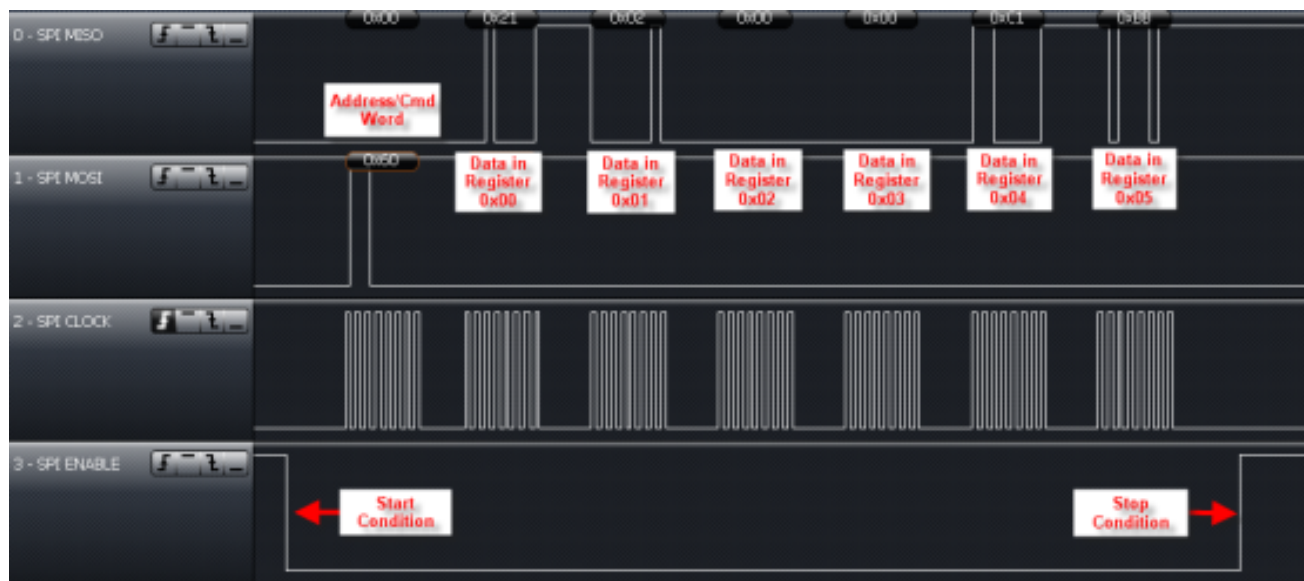 0x00 0x21 0x02 0x00 0x00 0xC1
0 - SPI MISO
Address/Cmd
Word
0x60
1 - SPI MOSI
Data in
Register
0x00
Data in
Register
0x01
Data in
Register
0x02
Data in
Register
0x03
Data in
Register
0x04
Data in
Register
0x05
2 - SPI CLOCK
3 - SPI ENABLE
Start
Condition
Stop
Condition